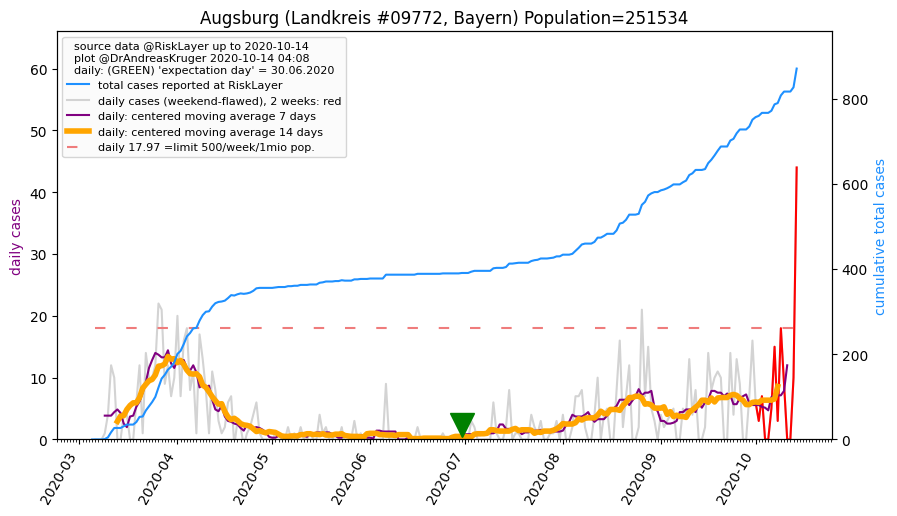 Augsburg (Landkreis #09772, Bayern) Population=251534
source data @RiskLayer up to 2020-10-14
plot @DrAndreasKruger 2020-10-14 04:08
daily: (GREEN) 'expectation day' = 30.06.2020
total cases reported at RiskLayer
daily cases (weekend-flawed), 2 weeks: red
daily: centered moving average 7 days
daily: centered moving average 14 days
daily 17.97 =limit 500/week/1mio pop.
daily cases
60
50
40
30
20
10
0
cumulative total cases
800
600
400
200
0
2020-03
2020-04
2020-05
2020-06
2020-07
2020-08
2020-09
2020-10